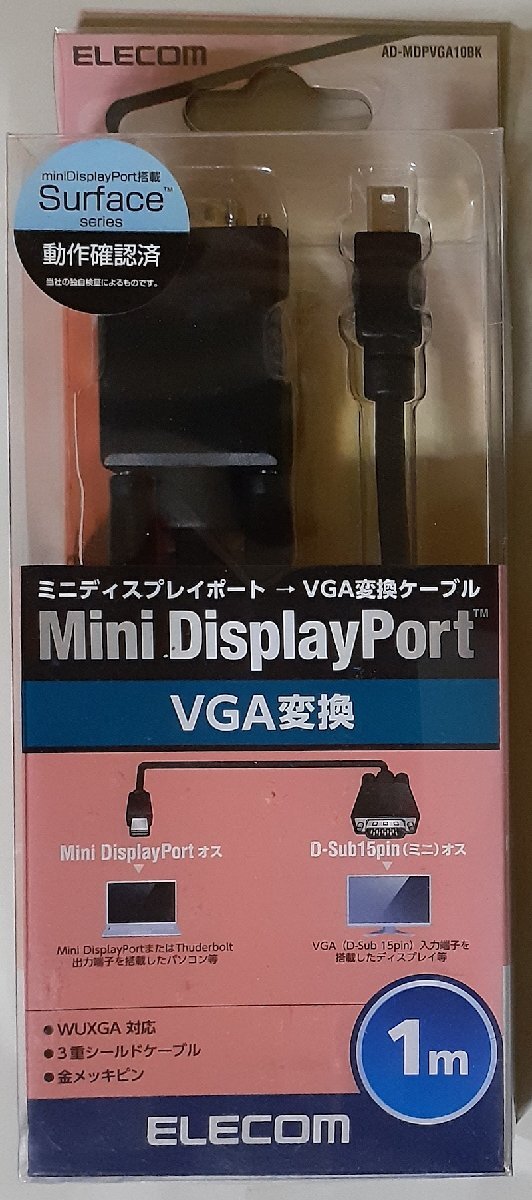 ELECOM
AD-MDPVGA10BK
miniDisplayPort搭載
Surface™
series
動作確認済
当社の独自検証によるものです。
ミニディスプレイポート → VGA変換ケーブル
Mini DisplayPort™
VGA変換
Mini DisplayPort オス
D-Sub15pin(ミニ)オス
Mini DisplayPortまたはThuderbolt
出力端子を搭載したパソコン等
VGA（D-Sub 15pin）入力端子を
搭載したディスプレイ等
● WUXGA 対応
● 3重シールドケーブル
● 金メッキピン
1m
ELECOM